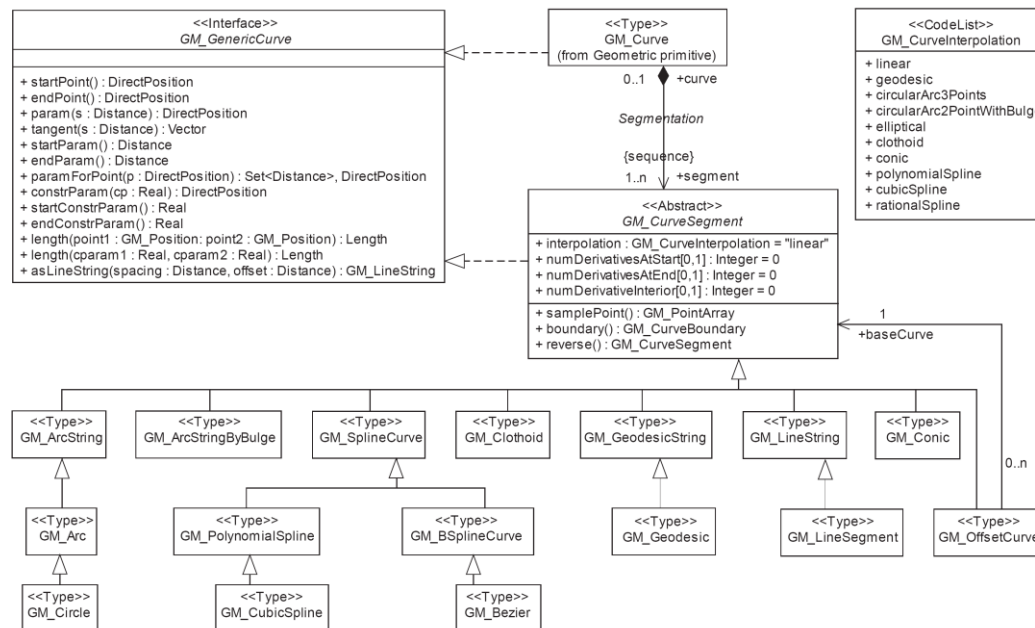 <<Interface>>
GM_GenericCurve
+ startPoint() : DirectPosition
+ endPoint() : DirectPosition
+ param(s : Distance) : DirectPosition
+ tangent(s : Distance) : Vector
+ startParam() : Distance
+ endParam() : Distance
+ paramForPoint(p : DirectPosition) : Set<Distance>, DirectPosition
+ constrParam(cp : Real) : DirectPosition
+ startConstrParam() : Real
+ endConstrParam() : Real
+ length(point1 : GM_Position: point2 : GM_Position) : Length
+ length(cparam1 : Real, cparam2 : Real) : Length
+ asLineString(spacing : Distance, offset : Distance) : GM_LineString
<<Type>>
GM_Curve
(from Geometric primitive)
0..1 +curve
Segmentation
{sequence}
1..n +segment
<<CodeList>>
GM_CurveInterpolation
+ linear
+ geodesic
+ circularArc3Points
+ circularArc2PointWithBulg
+ elliptical
+ clothoid
+ conic
+ polynomialSpline
+ cubicSpline
+ rationalSpline
<<Abstract>>
GM_CurveSegment
+ interpolation : GM_CurveInterpolation = "linear"
+ numDerivativesAtStart[0,1] : Integer = 0
+ numDerivativesAtEnd[0,1] : Integer = 0
+ numDerivativeInterior[0,1] : Integer = 0
+ samplePoint() : GM_PointArray
+ boundary() : GM_CurveBoundary
+ reverse() : GM_CurveSegment
1
+baseCurve
0..n
<<Type>>
GM_ArcString
<<Type>>
GM_ArcStringByBulge
<<Type>>
GM_SplineCurve
<<Type>>
GM_Clothoid
<<Type>>
GM_GeodesicString
<<Type>>
GM_LineString
<<Type>>
GM_Conic
<<Type>>
GM_Arc
<<Type>>
GM_PolynomialSpline
<<Type>>
GM_BSplineCurve
<<Type>>
GM_Geodesic
<<Type>>
GM_LineSegment
<<Type>>
GM_OffsetCurve
<<Type>>
GM_Circle
<<Type>>
GM_CubicSpline
<<Type>>
GM_Bezier